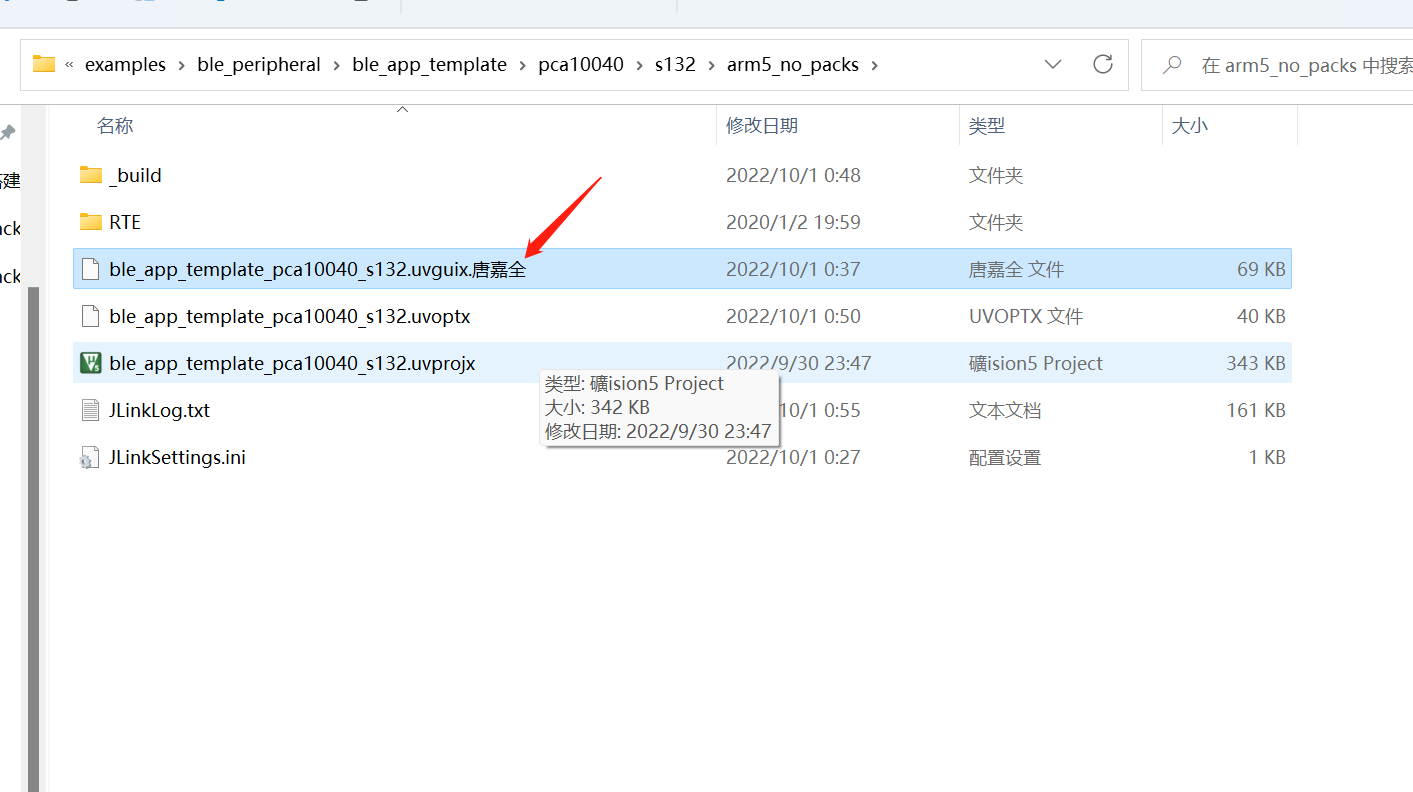 « examples > ble_peripheral > ble_app_template > pca10040 > s132 > arm5_no_packs >
在 arm5_no_packs 中搜索
名称 修改日期 类型 大小
_build 2022/10/1 0:48 文件夹
RTE 2020/1/2 19:59 文件夹
ble_app_template_pca10040_s132.uvguix.唐嘉全 2022/10/1 0:37 唐嘉全 文件 69 KB
ble_app_template_pca10040_s132.uvoptx 2022/10/1 0:50 UVOPTX 文件 40 KB
ble_app_template_pca10040_s132.uvprojx 2022/9/30 23:47 礦ision5 Project 343 KB
类型: 礦ision5 Project
大小: 342 KB
修改日期: 2022/9/30 23:47
JLinkLog.txt 10/1 0:55 文本文档 161 KB
JLinkSettings.ini 2022/10/1 0:27 配置设置 1 KB